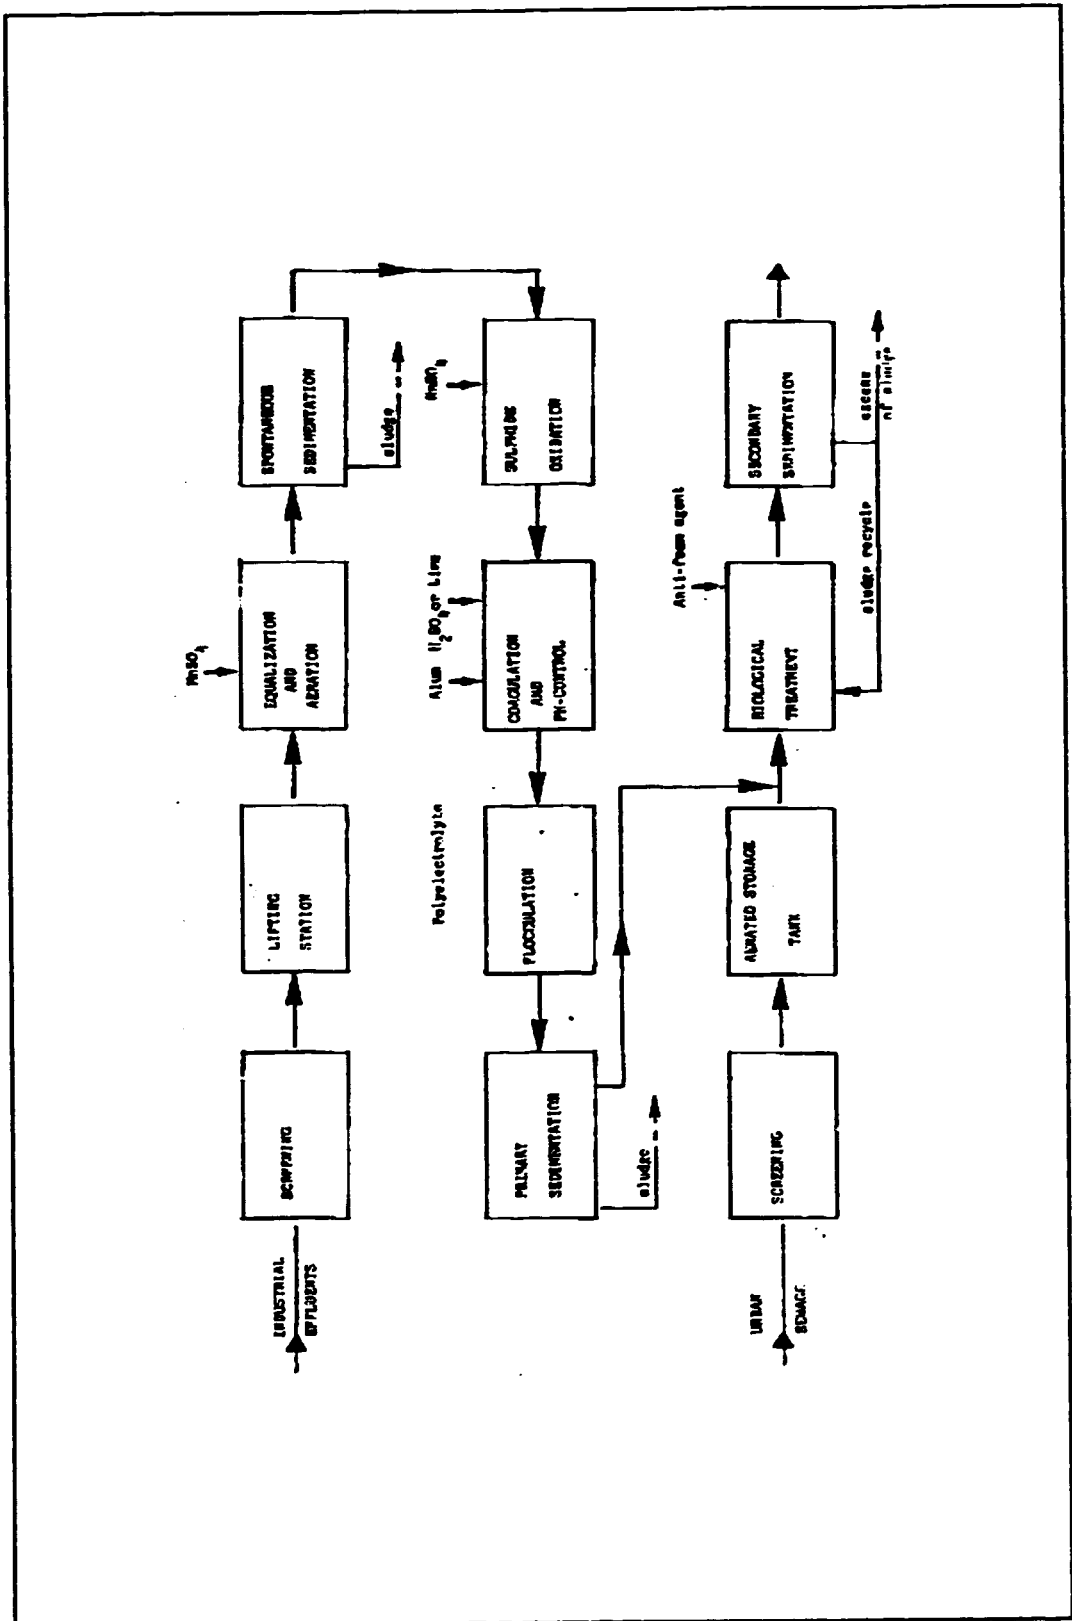 INDUSTRIAL
EFFLUENTS
SCREENING
LIFTING
STATION
MnSO4
EQUALIZATION
AND
AERATION
SPONTANEOUS
SEDIMENTATION
sludge
MnSO4
SULPHIDE
OXIDATION
Alum H2SO4 or Lime
COAGULATION
AND
PH-CONTROL
Polyelectrolyte
FLOCCULATION
PRIMARY
SEDIMENTATION
sludge
URBAN
SEWAGE
SCREENING
AERATED STORAGE
TANK
Anti-foam agent
BIOLOGICAL
TREATMENT
SECONDARY
SEDIMENTATION
sludge recycle
excess
of sludge